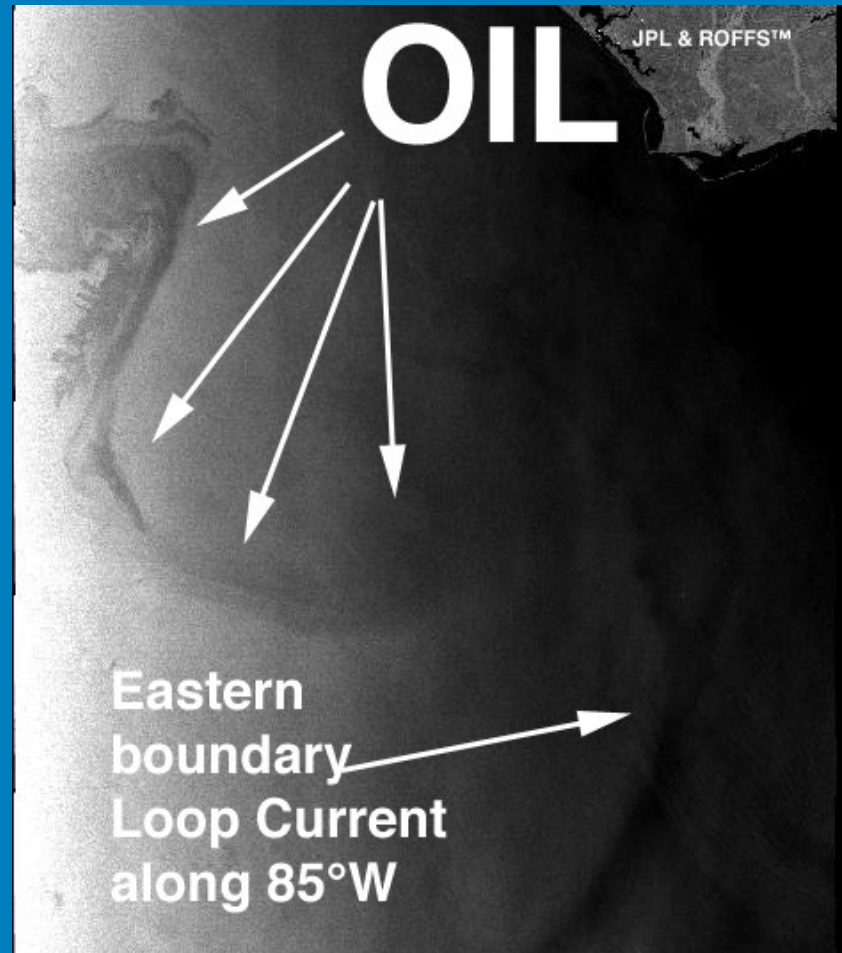 JPL & ROFFS™
OIL
Eastern
boundary
Loop Current
along 85°W